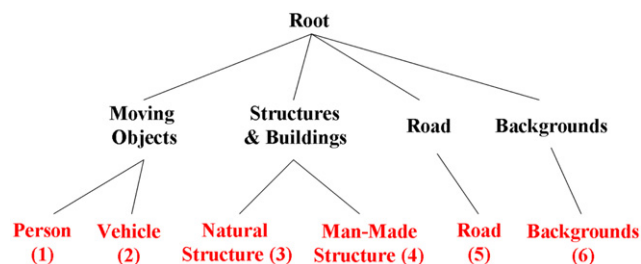 Root
Moving
Objects
Structures
& Buildings
Road
Backgrounds
Person
(1)
Vehicle
(2)
Natural
Structure (3)
Man-Made
Structure (4)
Road
(5)
Backgrounds
(6)